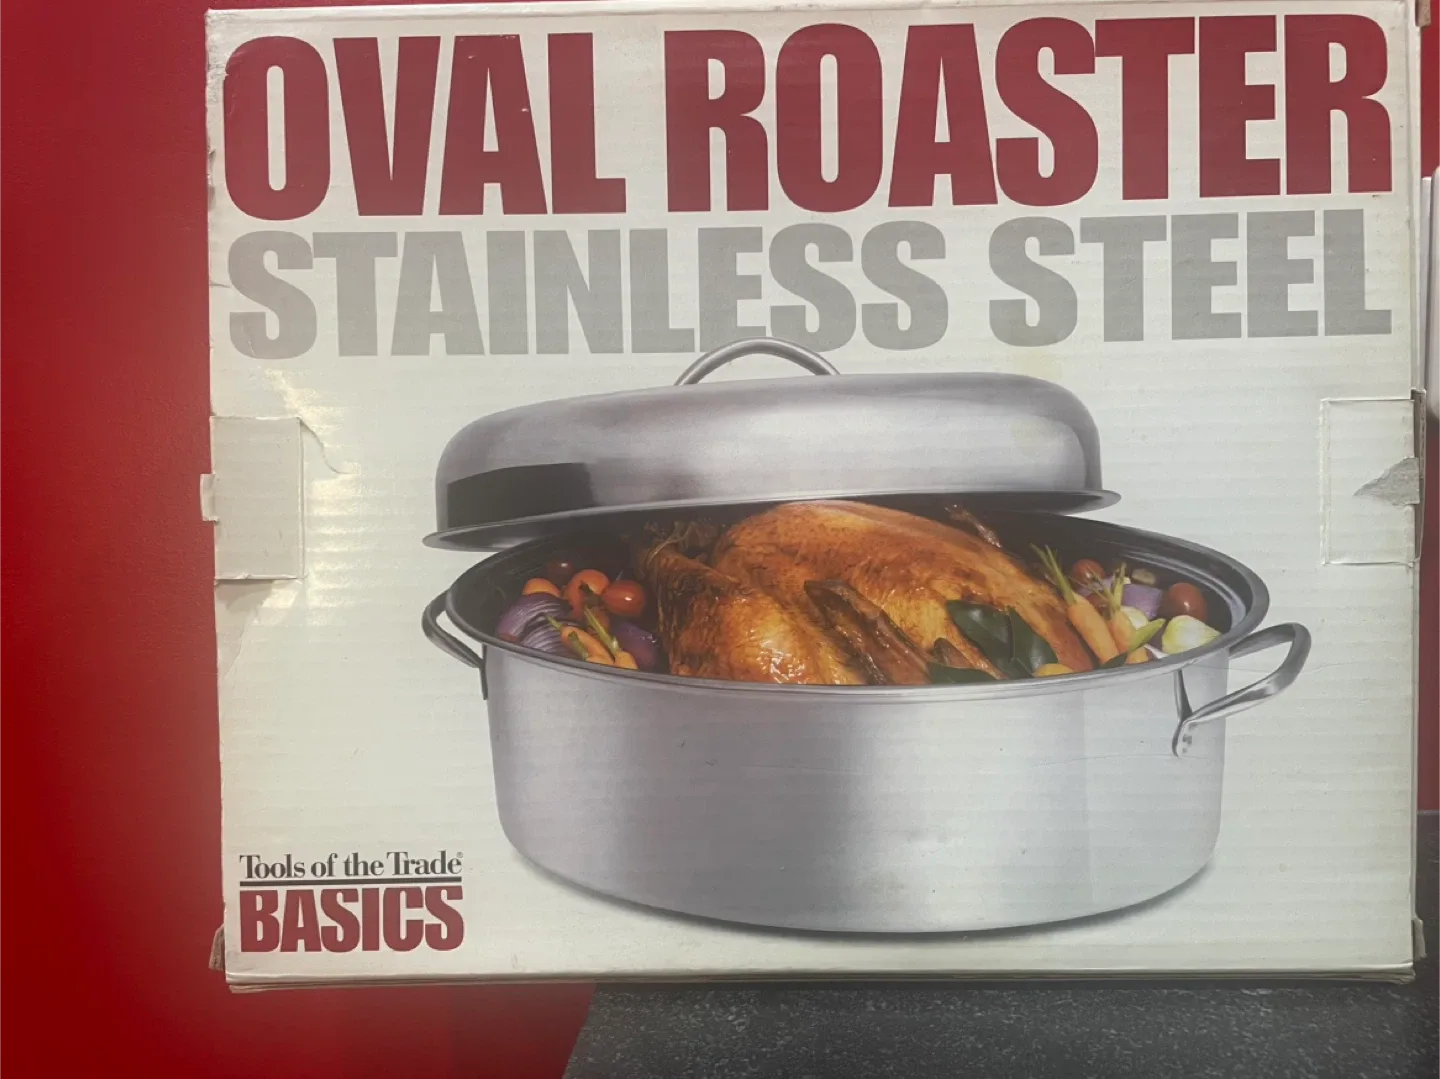 OVAL ROASTER
STAINLESS STEEL
Tools of the Trade®
BASICS